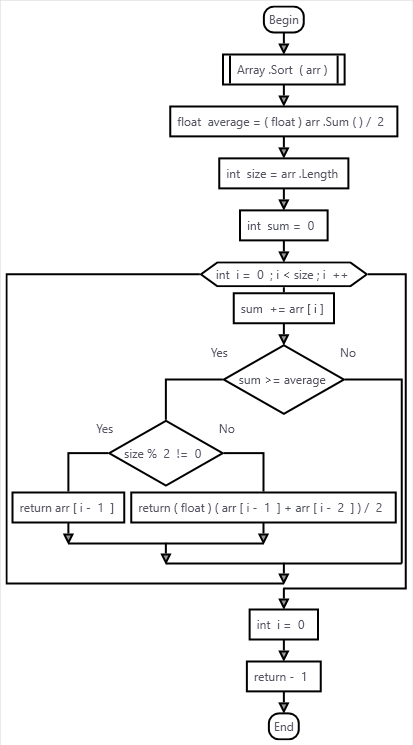 Begin
Array .Sort ( arr )
float average = ( float ) arr .Sum ( ) / 2
int size = arr .Length
int sum = 0
int i = 0 ; i < size ; i ++
sum += arr [ i ]
Yes
No
sum >= average
Yes
No
size % 2 != 0
return arr [ i - 1 ]
return ( float ) ( arr [ i - 1 ] + arr [ i - 2 ] ) / 2
int i = 0
return - 1
End